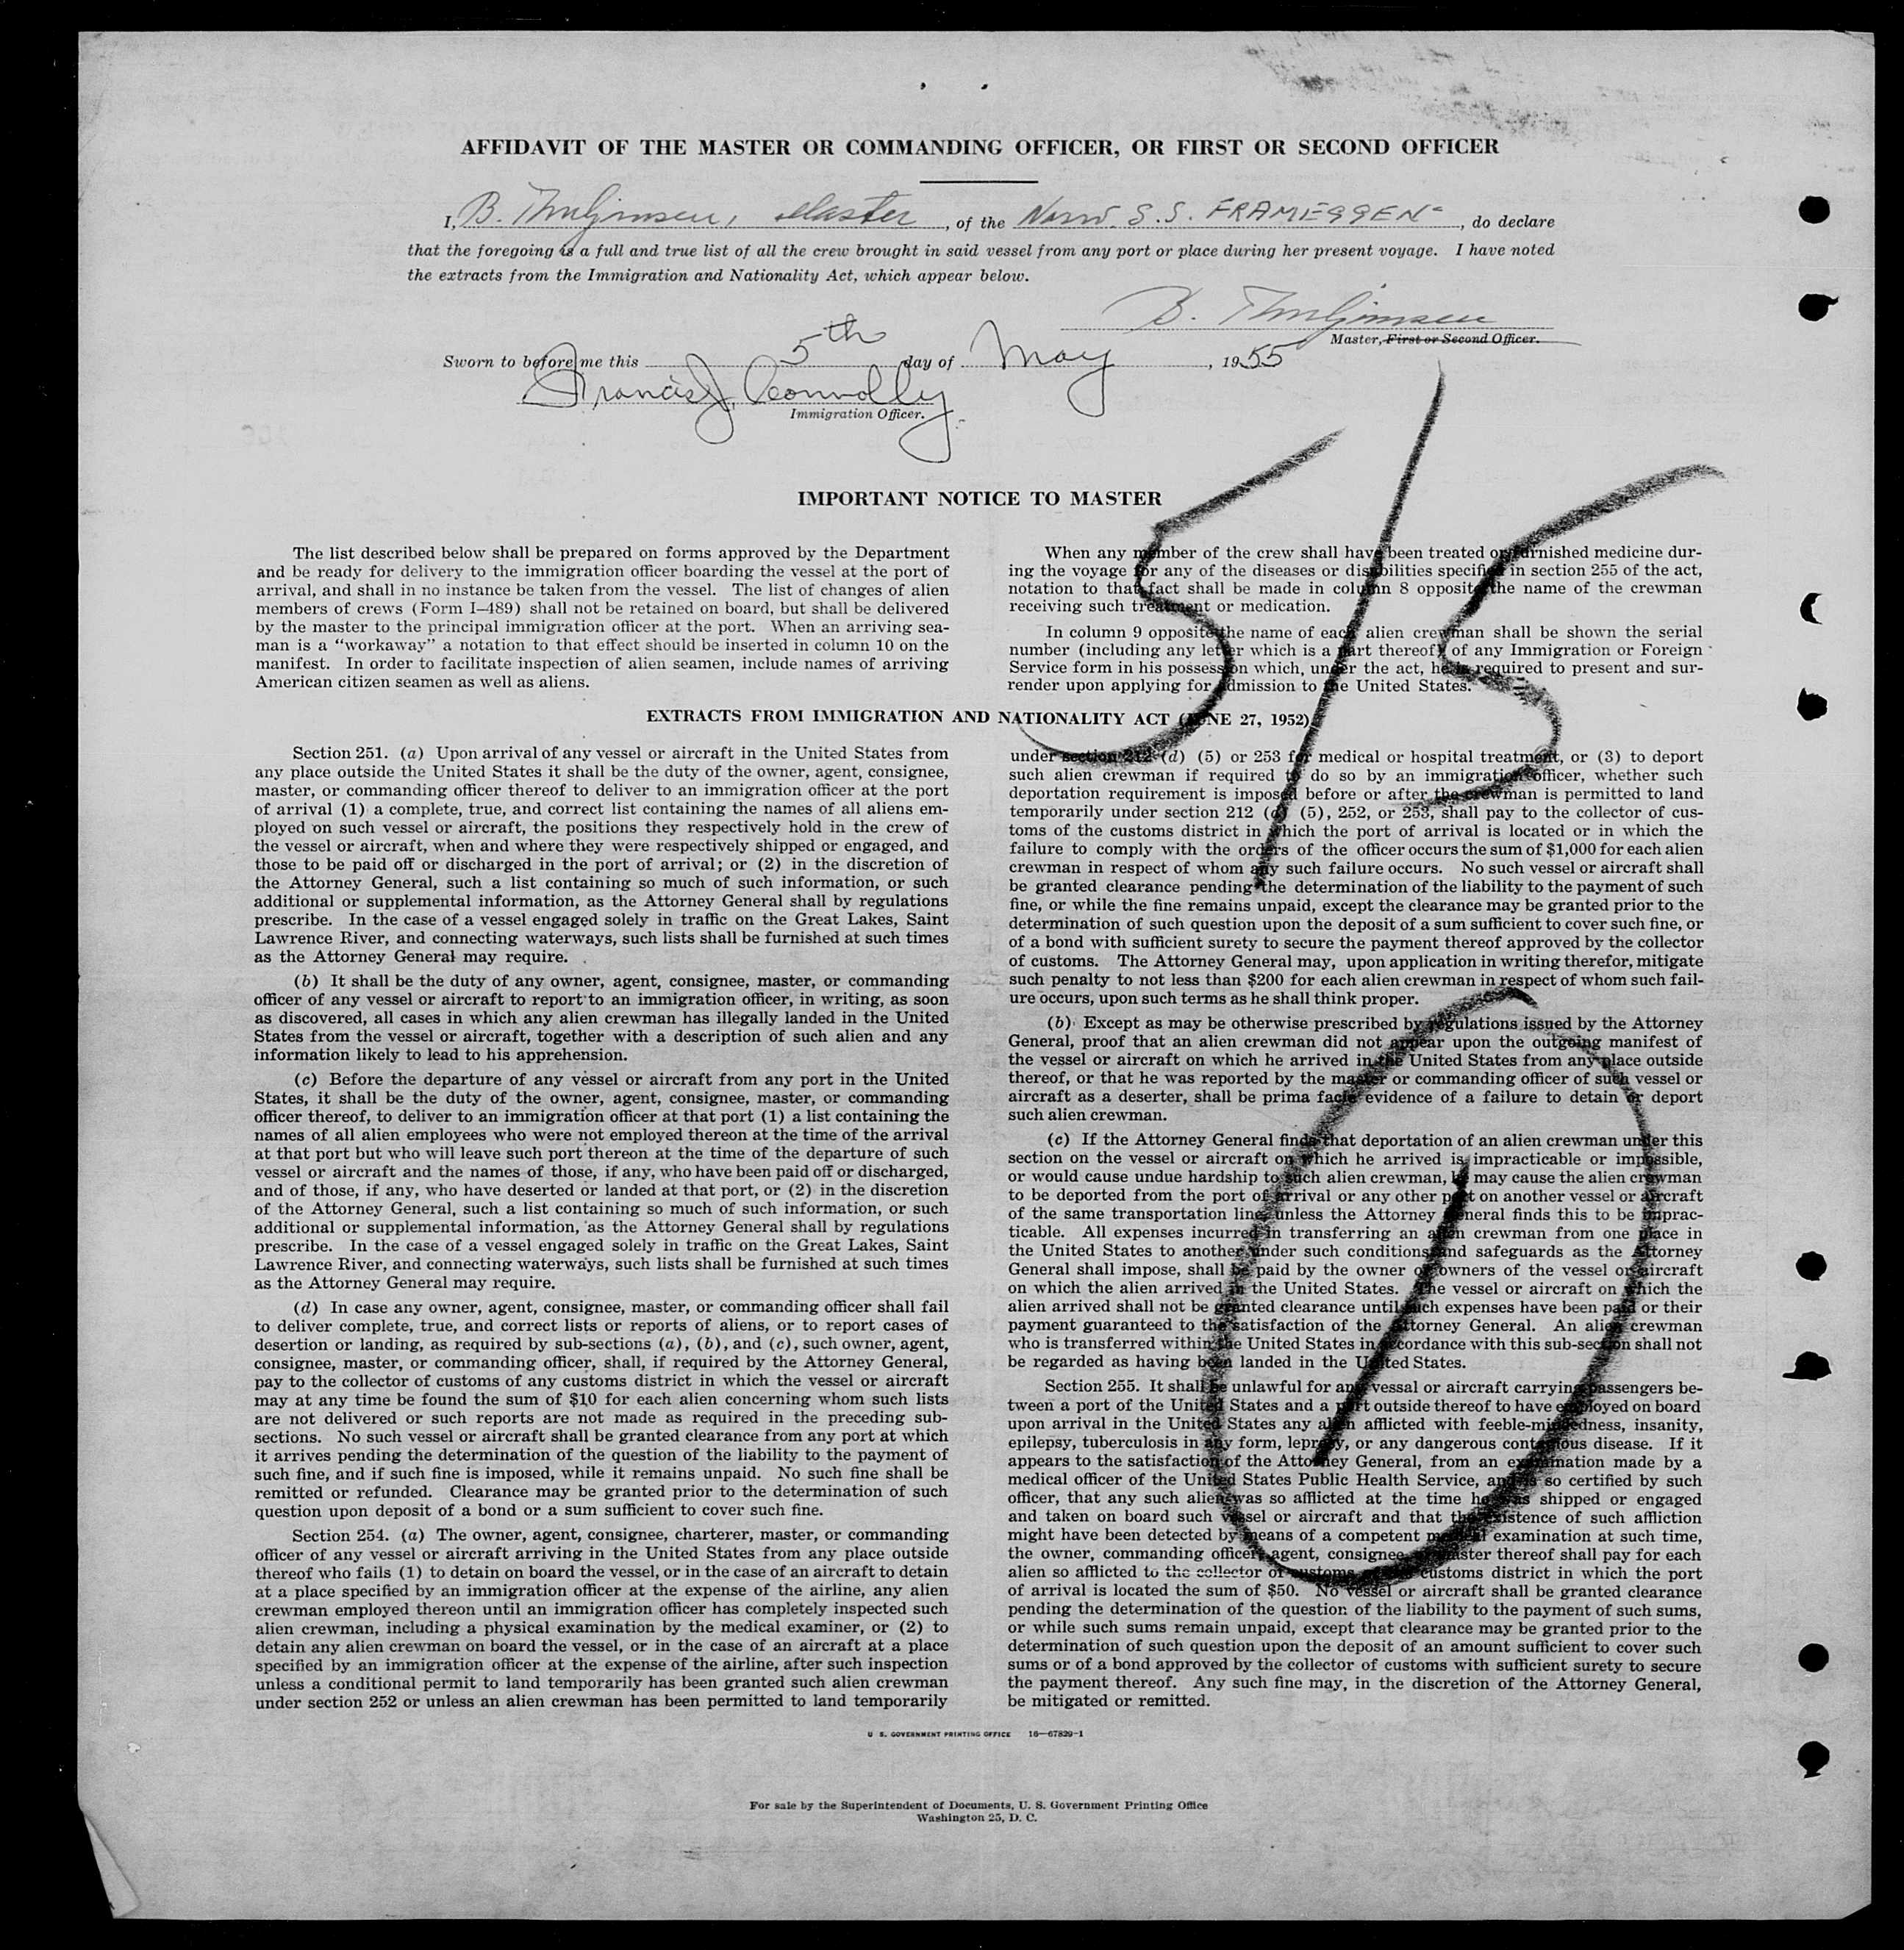 AFFIDAVIT OF THE MASTER OR COMMANDING OFFICER, OR FIRST OR SECOND OFFICER
I, B. , Master, of the Norw. S.S. FRAMEGGEN, do declare
that the foregoing is a full and true list of all the crew brought in said vessel from any port or place during her present voyage. I have noted
the extracts from the Immigration and Nationality Act, which appear below.
B.
Master, First or Second Officer.
Sworn to before me this 5th day of May, 1955
Francis J. Connolly
Immigration Officer.
IMPORTANT NOTICE TO MASTER
The list described below shall be prepared on forms approved by the Department
and be ready for delivery to the immigration officer boarding the vessel at the port of
arrival, and shall in no instance be taken from the vessel. The list of changes of alien
members of crews (Form I-489) shall not be retained on board, but shall be delivered
by the master to the principal immigration officer at the port. When an arriving sea-
man is a "workaway" a notation to that effect should be inserted in column 10 on the
manifest. In order to facilitate inspection of alien seamen, include names of arriving
American citizen seamen as well as aliens.
When any member of the crew shall have been treated or furnished medicine dur-
ing the voyage for any of the diseases or disabilities specified in section 255 of the act,
notation to that fact shall be made in column 8 opposite the name of the crewman
receiving such treatment or medication.
In column 9 opposite the name of each alien crewman shall be shown the serial
number (including any letter which is a part thereof) of any Immigration or Foreign
Service form in his possession which, under the act, he is required to present and sur-
render upon applying for admission to the United States.
5/5
EXTRACTS FROM IMMIGRATION AND NATIONALITY ACT (JUNE 27, 1952)
Section 251. (a) Upon arrival of any vessel or aircraft in the United States from
any place outside the United States it shall be the duty of the owner, agent, consignee,
master, or commanding officer thereof to deliver to an immigration officer at the port
of arrival (1) a complete, true, and correct list containing the names of all aliens em-
ployed on such vessel or aircraft, the positions they respectively hold in the crew of
the vessel or aircraft, when and where they were respectively shipped or engaged, and
those to be paid off or discharged in the port of arrival; or (2) in the discretion of
the Attorney General, such a list containing so much of such information, or such
additional or supplemental information, as the Attorney General shall by regulations
prescribe. In the case of a vessel engaged solely in traffic on the Great Lakes, Saint
Lawrence River, and connecting waterways, such lists shall be furnished at such times
as the Attorney General may require.
(b) It shall be the duty of any owner, agent, consignee, master, or commanding
officer of any vessel or aircraft to report to an immigration officer, in writing, as soon
as discovered, all cases in which any alien crewman has illegally landed in the United
States from the vessel or aircraft, together with a description of such alien and any
information likely to lead to his apprehension.
(c) Before the departure of any vessel or aircraft from any port in the United
States, it shall be the duty of the owner, agent, consignee, master, or commanding
officer thereof, to deliver to an immigration officer at that port (1) a list containing the
names of all alien employees who were not employed thereon at the time of the arrival
at that port but who will leave such port thereon at the time of the departure of such
vessel or aircraft and the names of those, if any, who have been paid off or discharged,
and of those, if any, who have deserted or landed at that port, or (2) in the discretion
of the Attorney General, such a list containing so much of such information, or such
additional or supplemental information, as the Attorney General shall by regulations
prescribe. In the case of a vessel engaged solely in traffic on the Great Lakes, Saint
Lawrence River, and connecting waterways, such lists shall be furnished at such times
as the Attorney General may require.
(d) In case any owner, agent, consignee, master, or commanding officer shall fail
to deliver complete, true, and correct lists or reports of aliens, or to report cases of
desertion or landing, as required by sub-sections (a), (b), and (c), such owner, agent,
consignee, master, or commanding officer, shall, if required by the Attorney General,
pay to the collector of customs of any customs district in which the vessel or aircraft
may at any time be found the sum of $10 for each alien concerning whom such lists
are not delivered or such reports are not made as required in the preceding sub-
sections. No such vessel or aircraft shall be granted clearance from any port at which
it arrives pending the determination of the question of the liability to the payment of
such fine, and if such fine is imposed, while it remains unpaid. No such fine shall be
remitted or refunded. Clearance may be granted prior to the determination of such
question upon deposit of a bond or a sum sufficient to cover such fine.
Section 254. (a) The owner, agent, consignee, charterer, master, or commanding
officer of any vessel or aircraft arriving in the United States from any place outside
thereof who fails (1) to detain on board the vessel, or in the case of an aircraft to detain
at a place specified by an immigration officer at the expense of the airline, any alien
crewman employed thereon until an immigration officer has completely inspected such
alien crewman, including a physical examination by the medical examiner, or (2) to
detain any alien crewman on board the vessel, or in the case of an aircraft at a place
specified by an immigration officer at the expense of the airline, after such inspection
unless a conditional permit to land temporarily has been granted such alien crewman
under section 252 or unless an alien crewman has been permitted to land temporarily
under section 212 (d) (5) or 253 for medical or hospital treatment, or (3) to deport
such alien crewman if required to do so by an immigration officer, whether such
deportation requirement is imposed before or after the crewman is permitted to land
temporarily under section 212 (d) (5), 252, or 253, shall pay to the collector of cus-
toms of the customs district in which the port of arrival is located or in which the
failure to comply with the orders of the officer occurs the sum of $1,000 for each alien
crewman in respect of whom any such failure occurs. No such vessel or aircraft shall
be granted clearance pending the determination of the liability to the payment of such
fine, or while the fine remains unpaid, except the clearance may be granted prior to the
determination of such question upon the deposit of a sum sufficient to cover such fine, or
of a bond with sufficient surety to secure the payment thereof approved by the collector
of customs. The Attorney General may, upon application in writing therefor, mitigate
such penalty to not less than $200 for each alien crewman in respect of whom such fail-
ure occurs, upon such terms as he shall think proper.
(b) Except as may be otherwise prescribed by regulations issued by the Attorney
General, proof that an alien crewman did not appear upon the outgoing manifest of
the vessel or aircraft on which he arrived in the United States from any place outside
thereof, or that he was reported by the master or commanding officer of such vessel or
aircraft as a deserter, shall be prima facie evidence of a failure to detain or deport
such alien crewman.
(c) If the Attorney General finds that deportation of an alien crewman under this
section on the vessel or aircraft on which he arrived is impracticable or impossible,
or would cause undue hardship to such alien crewman, he may cause the alien crewman
to be deported from the port of arrival or any other port on another vessel or aircraft
of the same transportation line, unless the Attorney General finds this to be imprac-
ticable. All expenses incurred in transferring an alien crewman from one place in
the United States to another under such conditions and safeguards as the Attorney
General shall impose, shall be paid by the owner or owners of the vessel or aircraft
on which the alien arrived in the United States. The vessel or aircraft on which the
alien arrived shall not be granted clearance until such expenses have been paid or their
payment guaranteed to the satisfaction of the Attorney General. An alien crewman
who is transferred within the United States in accordance with this sub-section shall not
be regarded as having been landed in the United States.
Section 255. It shall be unlawful for any vessal or aircraft carrying passengers be-
tween a port of the United States and a port outside thereof to have employed on board
upon arrival in the United States any alien afflicted with feeble-mindedness, insanity,
epilepsy, tuberculosis in any form, leprosy, or any dangerous contagious disease. If it
appears to the satisfaction of the Attorney General, from an examination made by a
medical officer of the United States Public Health Service, and is so certified by such
officer, that any such alien was so afflicted at the time he was shipped or engaged
and taken on board such vessel or aircraft and that the existence of such affliction
might have been detected by means of a competent medical examination at such time,
the owner, commanding officer, agent, consignee, or master thereof shall pay for each
alien so afflicted to the collector of customs of the customs district in which the port
of arrival is located the sum of $50. No vessel or aircraft shall be granted clearance
pending the determination of the question of the liability to the payment of such sums,
or while such sums remain unpaid, except that clearance may be granted prior to the
determination of such question upon the deposit of an amount sufficient to cover such
sums or of a bond approved by the collector of customs with sufficient surety to secure
the payment thereof. Any such fine may, in the discretion of the Attorney General,
be mitigated or remitted.
U. S. GOVERNMENT PRINTING OFFICE 16—67829-1
For sale by the Superintendent of Documents, U. S. Government Printing Office
Washington 25, D. C.